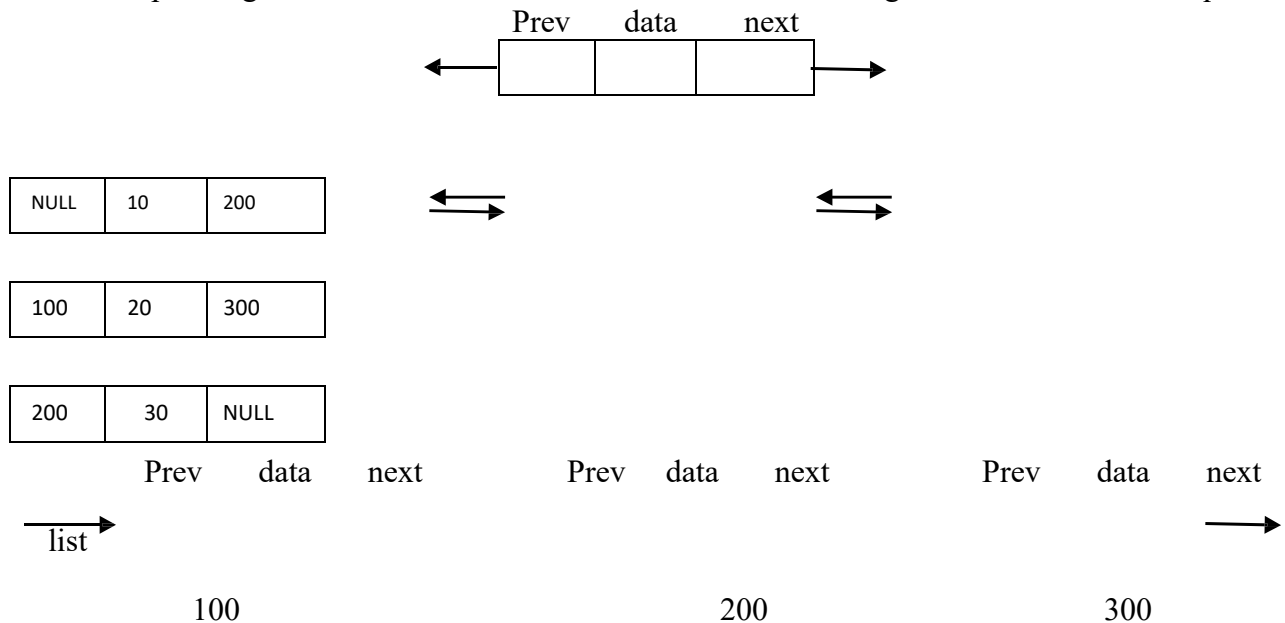 Prev data next
NULL 10 200
100 20 300
200 30 NULL
Prev data next Prev data next Prev data next
list
100 200 300